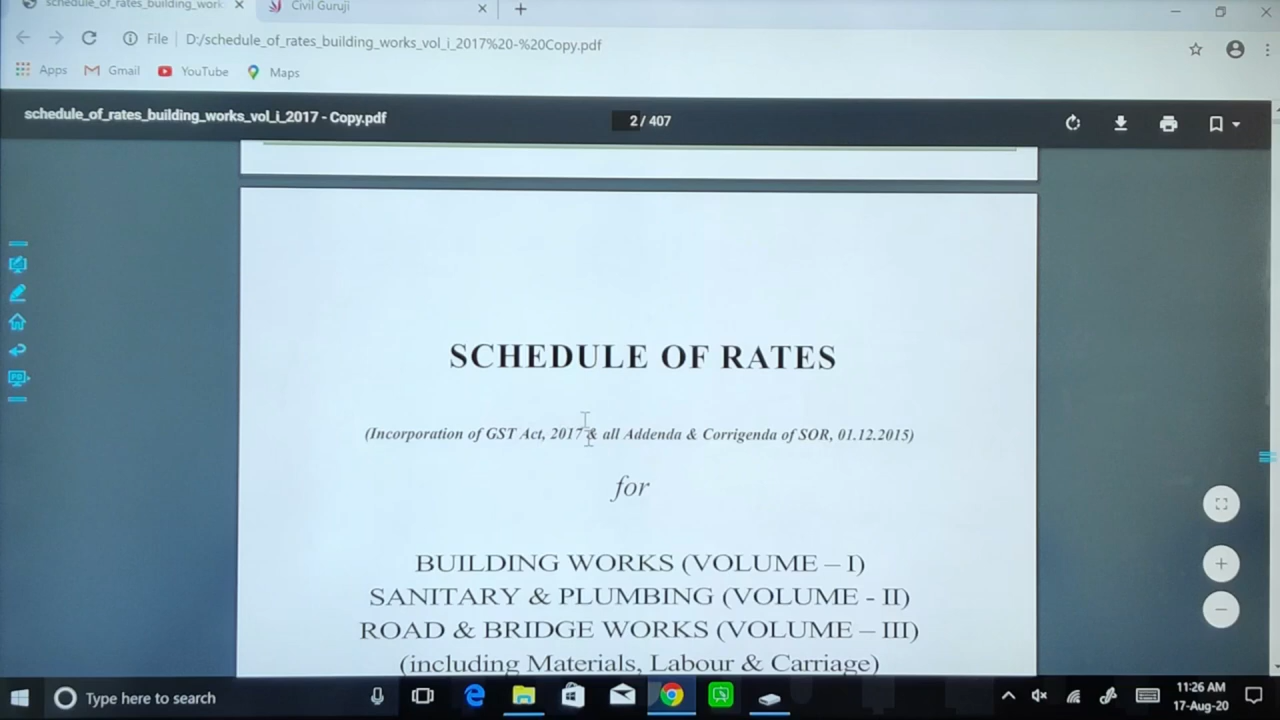 schedule_of_rates_building_work
Civil Guruji
File
D:/schedule_of_rates_building_works_vol_i_2017%20-%20Copy.pdf
Apps
Gmail
YouTube
Maps
schedule_of_rates_building_works_vol_i_2017 - Copy.pdf
2 / 407
SCHEDULE OF RATES
(Incorporation of GST Act, 2017 & all Addenda & Corrigenda of SOR, 01.12.2015)
for
BUILDING WORKS (VOLUME – I)
SANITARY & PLUMBING (VOLUME - II)
ROAD & BRIDGE WORKS (VOLUME – III)
(including Materials, Labour & Carriage)
Type here to search
11:26 AM
17-Aug-20